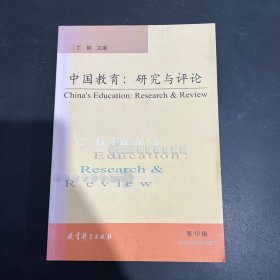 丁 钢 主编
中国教育：研究与评论
China's Education: Research & Review
China's
Education:
Research &
Review
教育科学出版社
第10辑